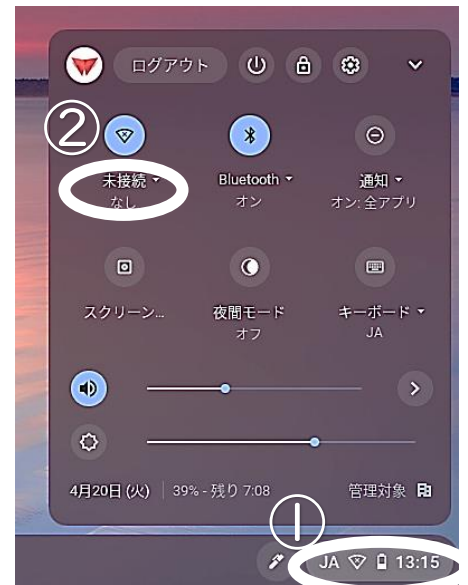 ログアウト
②
未接続
なし
Bluetooth
オン
通知
オン: 全アプリ
スクリーン...
夜間モード
オフ
キーボード
JA
4月20日 (火) | 39% - 残り 7:08
管理対象
①
JA 13:15